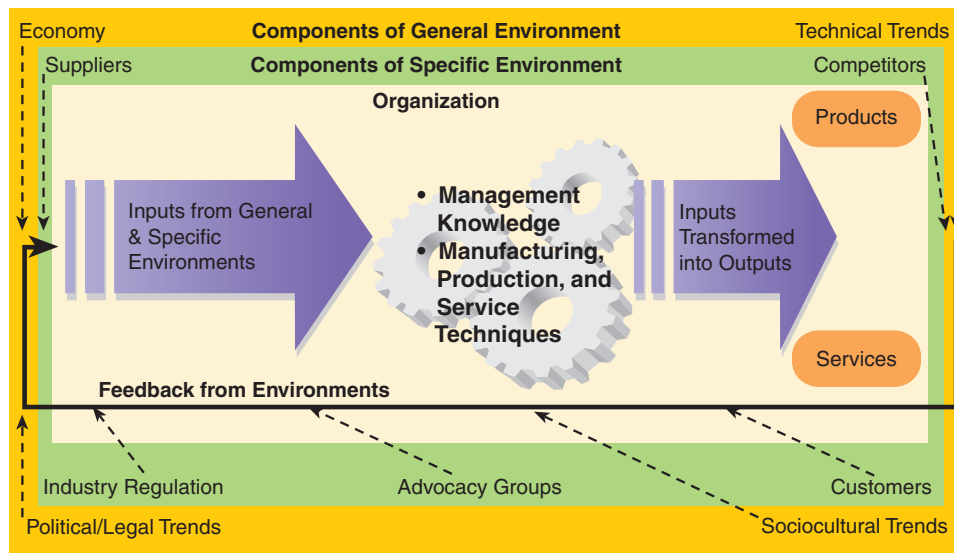 Economy
Components of General Environment
Technical Trends
Suppliers
Components of Specific Environment
Competitors
Organization
Products
Inputs from General
& Specific
Environments
• Management
Knowledge
• Manufacturing,
Production, and
Service
Techniques
Inputs
Transformed
into Outputs
Services
Feedback from Environments
Industry Regulation
Advocacy Groups
Customers
Political/Legal Trends
Sociocultural Trends